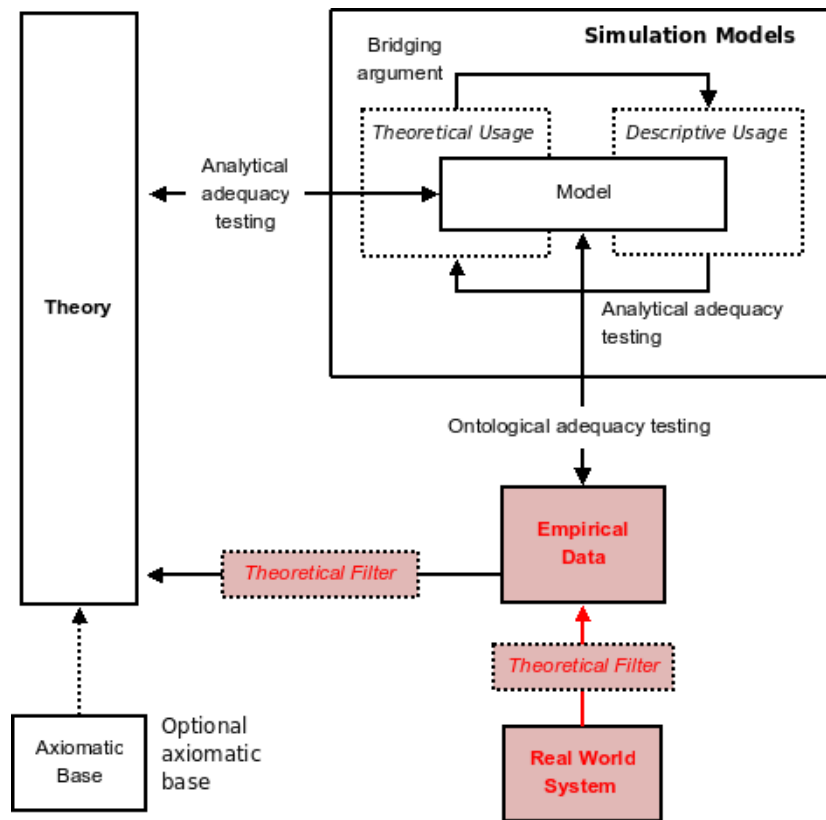 Simulation Models
Bridging
argument
Theoretical Usage
Descriptive Usage
Analytical
adequacy
testing
Model
Theory
Analytical adequacy
testing
Ontological adequacy testing
Empirical
Data
Theoretical Filter
Theoretical Filter
Axiomatic
Base
Optional
axiomatic
base
Real World
System